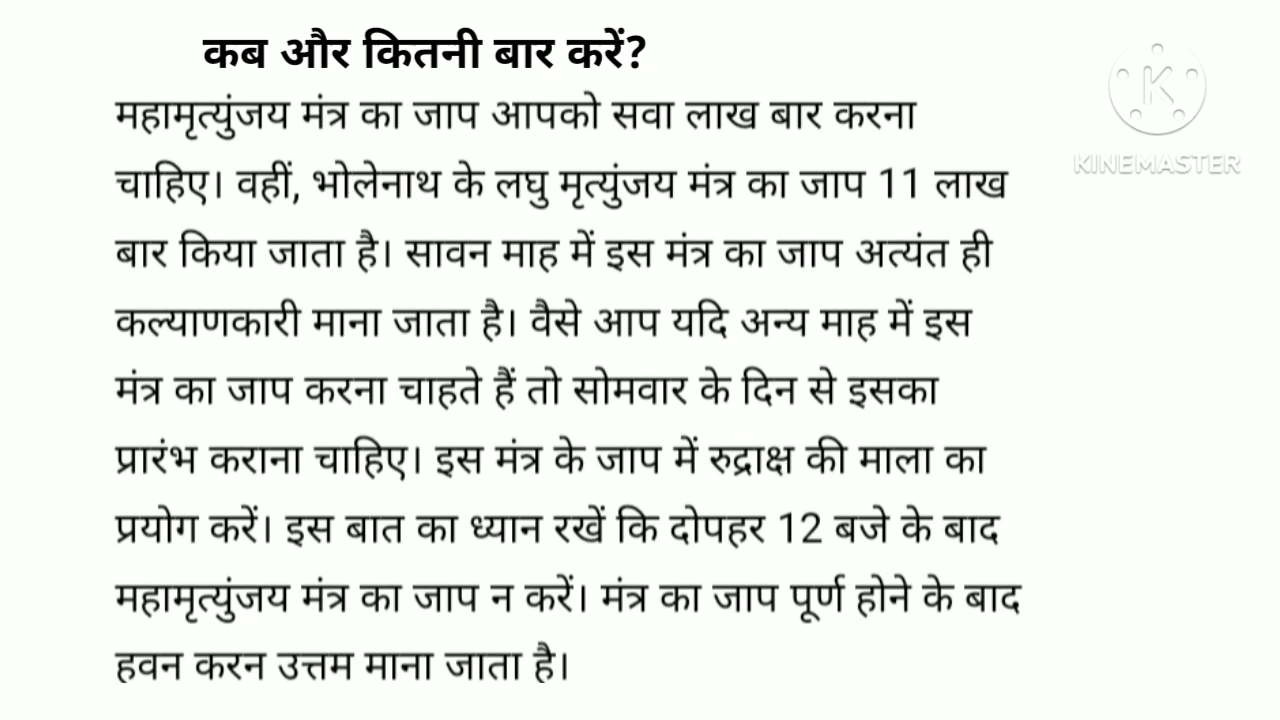 कब और कितनी बार करें?
महामृत्युंजय मंत्र का जाप आपको सवा लाख बार करना
चाहिए। वहीं, भोलेनाथ के लघु मृत्युंजय मंत्र का जाप 11 लाख
बार किया जाता है। सावन माह में इस मंत्र का जाप अत्यंत ही
कल्याणकारी माना जाता है। वैसे आप यदि अन्य माह में इस
मंत्र का जाप करना चाहते हैं तो सोमवार के दिन से इसका
प्रारंभ कराना चाहिए। इस मंत्र के जाप में रुद्राक्ष की माला का
प्रयोग करें। इस बात का ध्यान रखें कि दोपहर 12 बजे के बाद
महामृत्युंजय मंत्र का जाप न करें। मंत्र का जाप पूर्ण होने के बाद
हवन करन उत्तम माना जाता है।
K
KINEMASTER